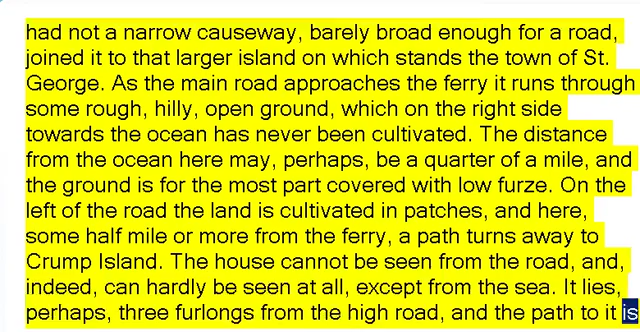 had not a narrow causeway, barely broad enough for a road,
joined it to that larger island on which stands the town of St.
George. As the main road approaches the ferry it runs through
some rough, hilly, open ground, which on the right side
towards the ocean has never been cultivated. The distance
from the ocean here may, perhaps, be a quarter of a mile, and
the ground is for the most part covered with low furze. On the
left of the road the land is cultivated in patches, and here,
some half mile or more from the ferry, a path turns away to
Crump Island. The house cannot be seen from the road, and,
indeed, can hardly be seen at all, except from the sea. It lies,
perhaps, three furlongs from the high road, and the path to it is